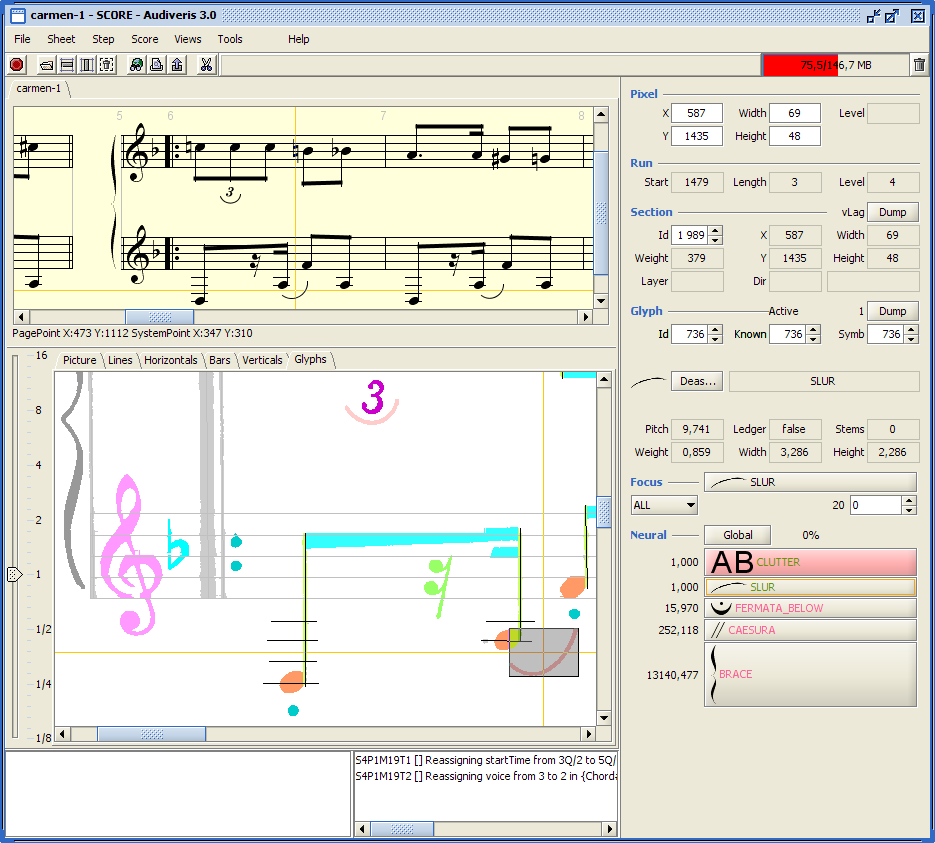 carmen-1 - SCORE - Audiveris 3.0
File Sheet Step Score Views Tools Help
75,5/146,7 MB
carmen-1
5 6 7 8
3
PagePoint X:473 Y:1112 SystemPoint X:347 Y:310
Picture Lines Horizontals Bars Verticals Glyphs
16
8
4
2
1
1/2
1/4
1/8
3
S4P1M19T1 [] Reassigning startTime from 3Q/2 to 5Q/
S4P1M19T2 [] Reassigning voice from 3 to 2 in {Chord
Pixel
X 587 Width 69 Level
Y 1435 Height 48
Run
Start 1479 Length 3 Level 4
Section vLag Dump
Id 1 989 X 587 Width 69
Weight 379 Y 1435 Height 48
Layer Dir
Glyph Active 1 Dump
Id 736 Known 736 Symb 736
Deas... SLUR
Pitch 9,741 Ledger false Stems 0
Weight 0,859 Width 3,286 Height 2,286
Focus SLUR
ALL 20 0
Neural Global 0%
1,000 AB CLUTTER
1,000 SLUR
15,970 FERMATA_BELOW
252,118 CAESURA
13140,477 BRACE